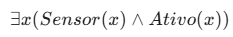 ∃x(Sensor(x) ∧ Ativo(x))